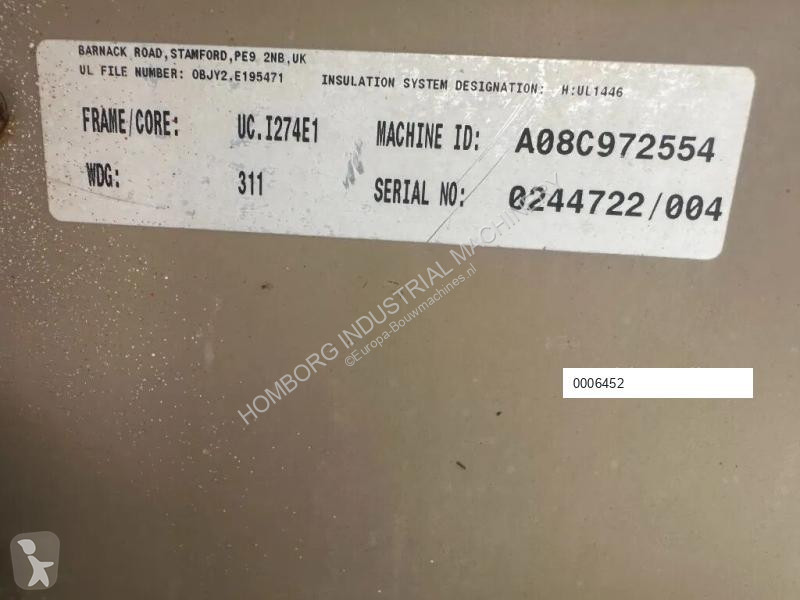 BARNACK ROAD,STAMFORD,PE9 2NB,UK
UL FILE NUMBER: OBJY2.E195471 INSULATION SYSTEM DESIGNATION: H:UL1446
FRAME/CORE: UC.I274E1 MACHINE ID: A08C972554
WDG: 311 SERIAL NO: 0244722/004
HOMBORG INDUSTRIAL MACHINERY
©Europa-Bouwmachines.nl
0006452